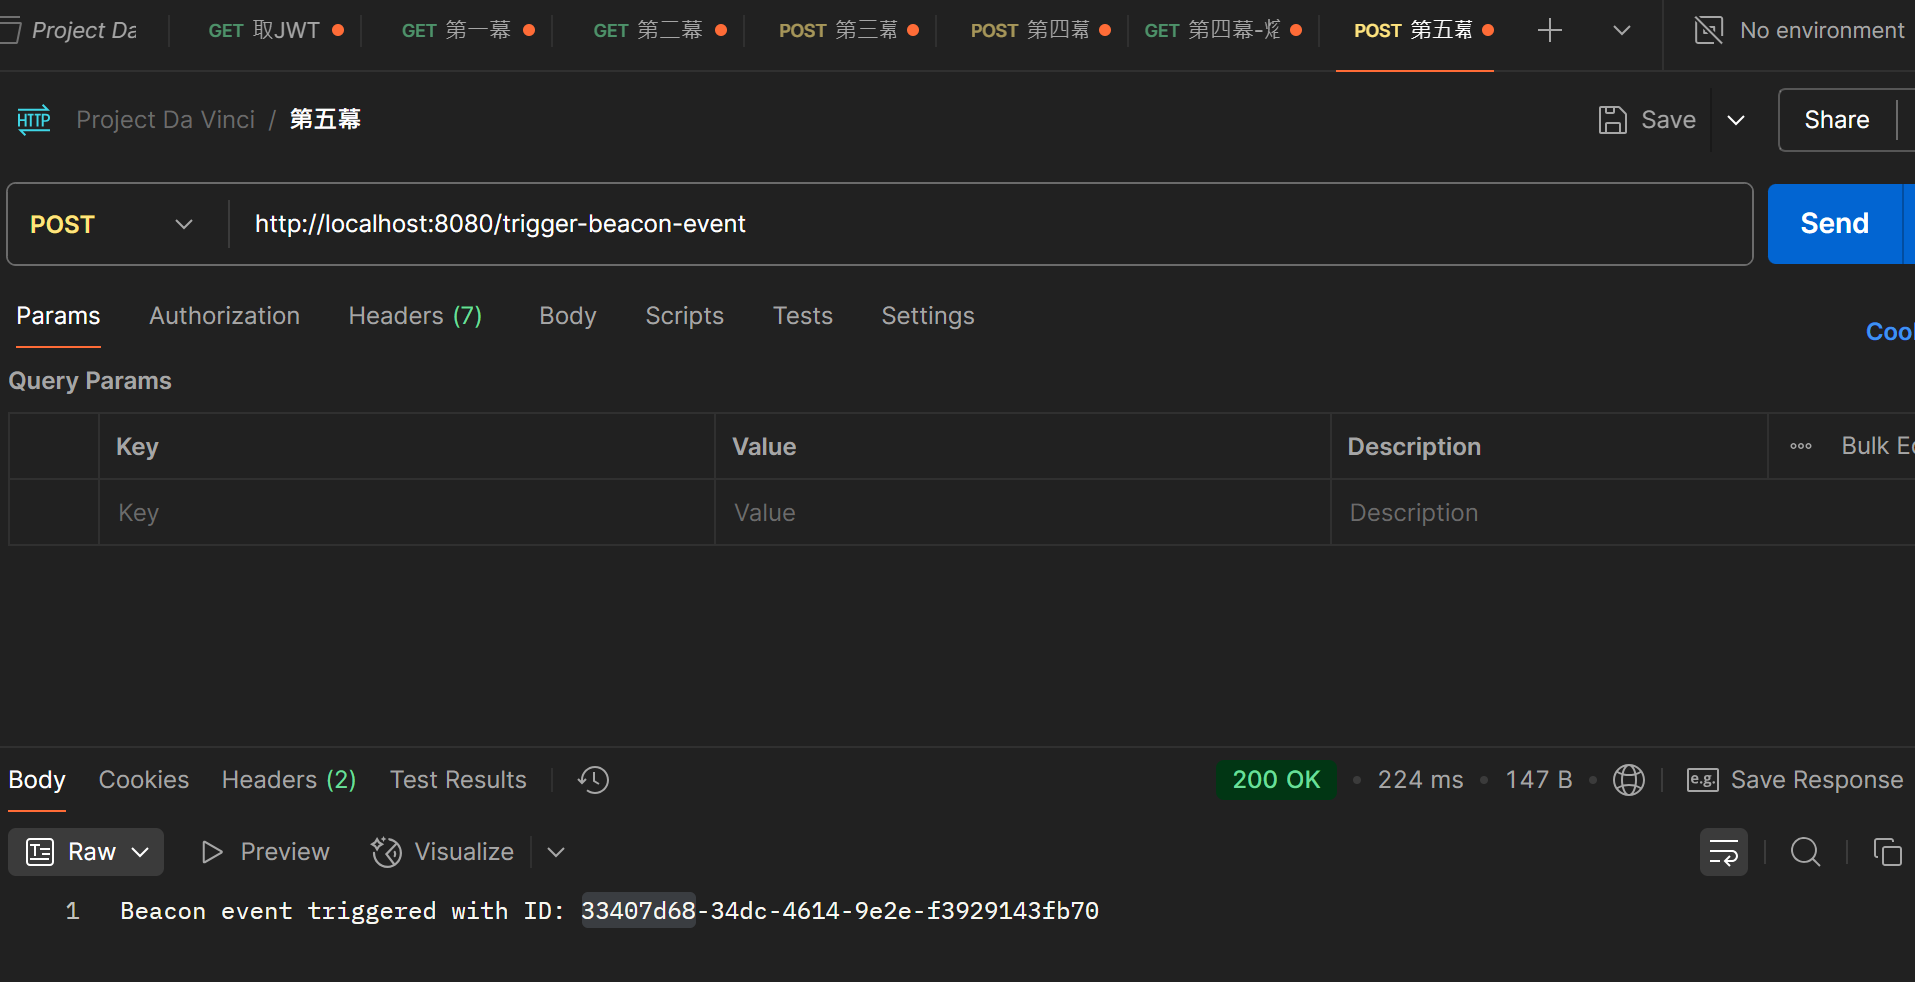 Project Da GET 取JWT GET 第一幕 GET 第二幕 POST 第三幕 POST 第四幕 GET 第四幕- POST 第五幕 No environment
HTTP Project Da Vinci / 第五幕 Save Share
POST http://localhost:8080/trigger-beacon-event Send
Params Authorization Headers (7) Body Scripts Tests Settings
Query Params
Key Value Description Bulk
Key Value Description
Body Cookies Headers (2) Test Results 200 OK • 224 ms • 147 B • e.g. Save Response
Raw Preview Visualize
1 Beacon event triggered with ID: 33407d68-34dc-4614-9e2e-f3929143fb70